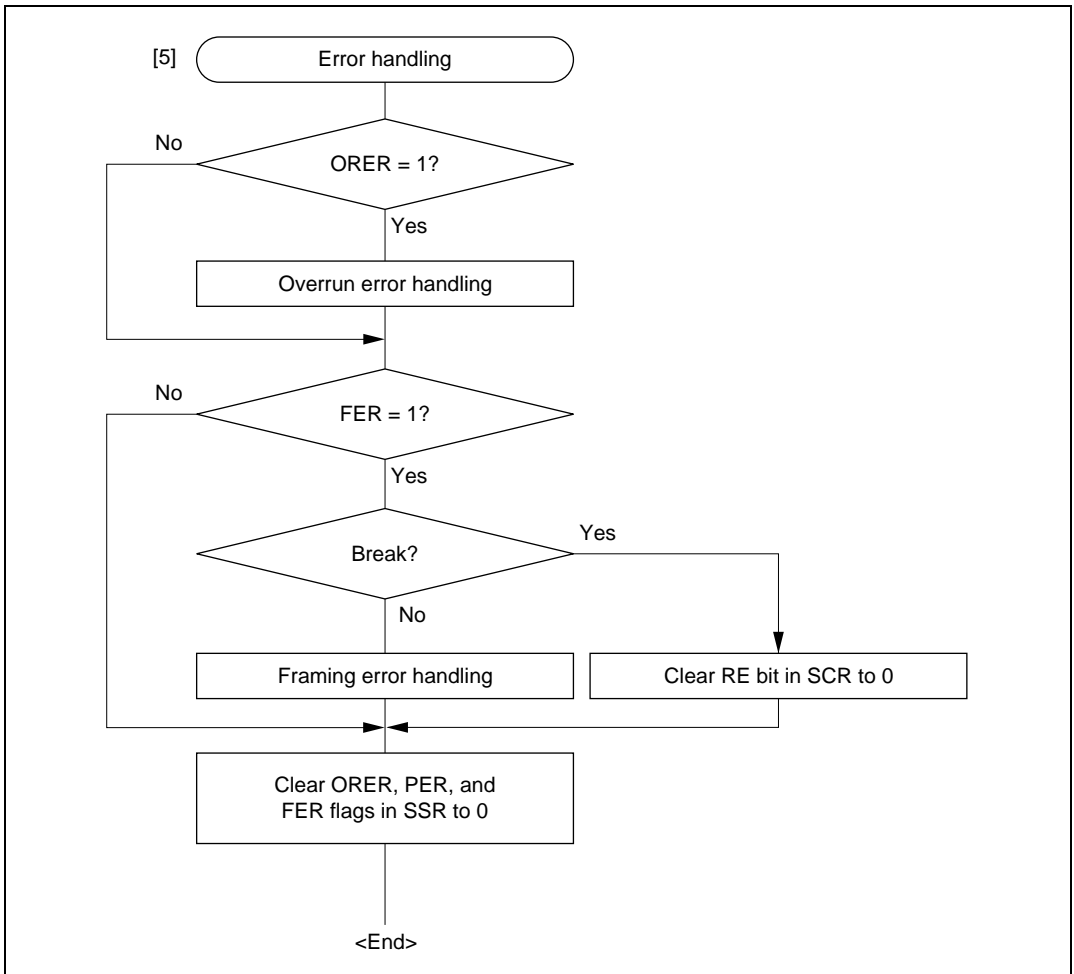 [5] Error handling
No
ORER = 1?
Yes
Overrun error handling
No
FER = 1?
Yes
Break?
Yes
No
Framing error handling
Clear RE bit in SCR to 0
Clear ORER, PER, and
FER flags in SSR to 0
<End>